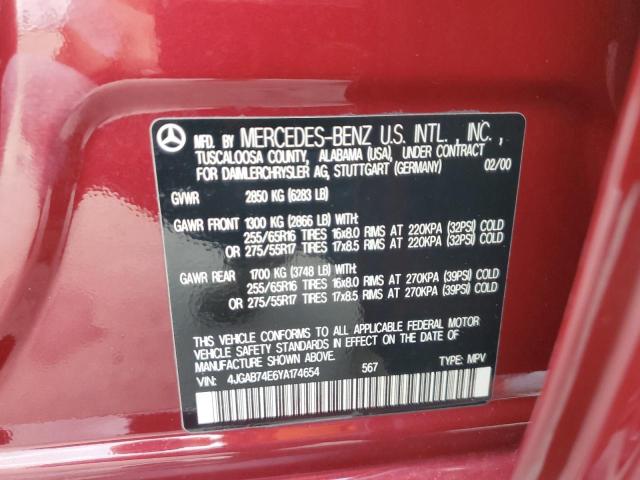 MFD. BY MERCEDES-BENZ U.S. INTL. , INC. ,
TUSCALOOSA COUNTY, ALABAMA (USA), UNDER CONTRACT
FOR DAIMLERCHRYSLER AG, STUTTGART (GERMANY) 02/00
GVWR 2850 KG (6283 LB)
GAWR FRONT 1300 KG (2866 LB) WITH:
255/65R16 TIRES 16x8.0 RIMS AT 220KPA (32PSI) COLD
OR 275/55R17 TIRES 17x8.5 RIMS AT 220KPA (32PSI) COLD
GAWR REAR 1700 KG (3748 LB) WITH:
255/65R16 TIRES 16x8.0 RIMS AT 270KPA (39PSI) COLD
OR 275/55R17 TIRES 17x8.5 RIMS AT 270KPA (39PSI) COLD
THIS VEHICLE CONFORMS TO ALL APPLICABLE FEDERAL MOTOR
VEHICLE SAFETY STANDARDS IN EFFECT ON THE DATE OF
MANUFACTURE SHOWN ABOVE.
VIN: 4JGAB74E6YA174654 567 TYPE: MPV